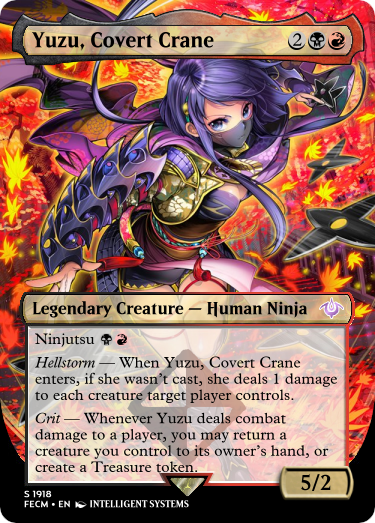 Yuzu, Covert Crane 2
Legendary Creature — Human Ninja
Ninjutsu
Hellstorm — When Yuzu, Covert Crane
enters, if she wasn't cast, she deals 1 damage
to each creature target player controls.
Crit — Whenever Yuzu deals combat
damage to a player, you may return a
creature you control to its owner's hand, or
create a Treasure token.
5/2
S 1918
FECM • EN INTELLIGENT SYSTEMS